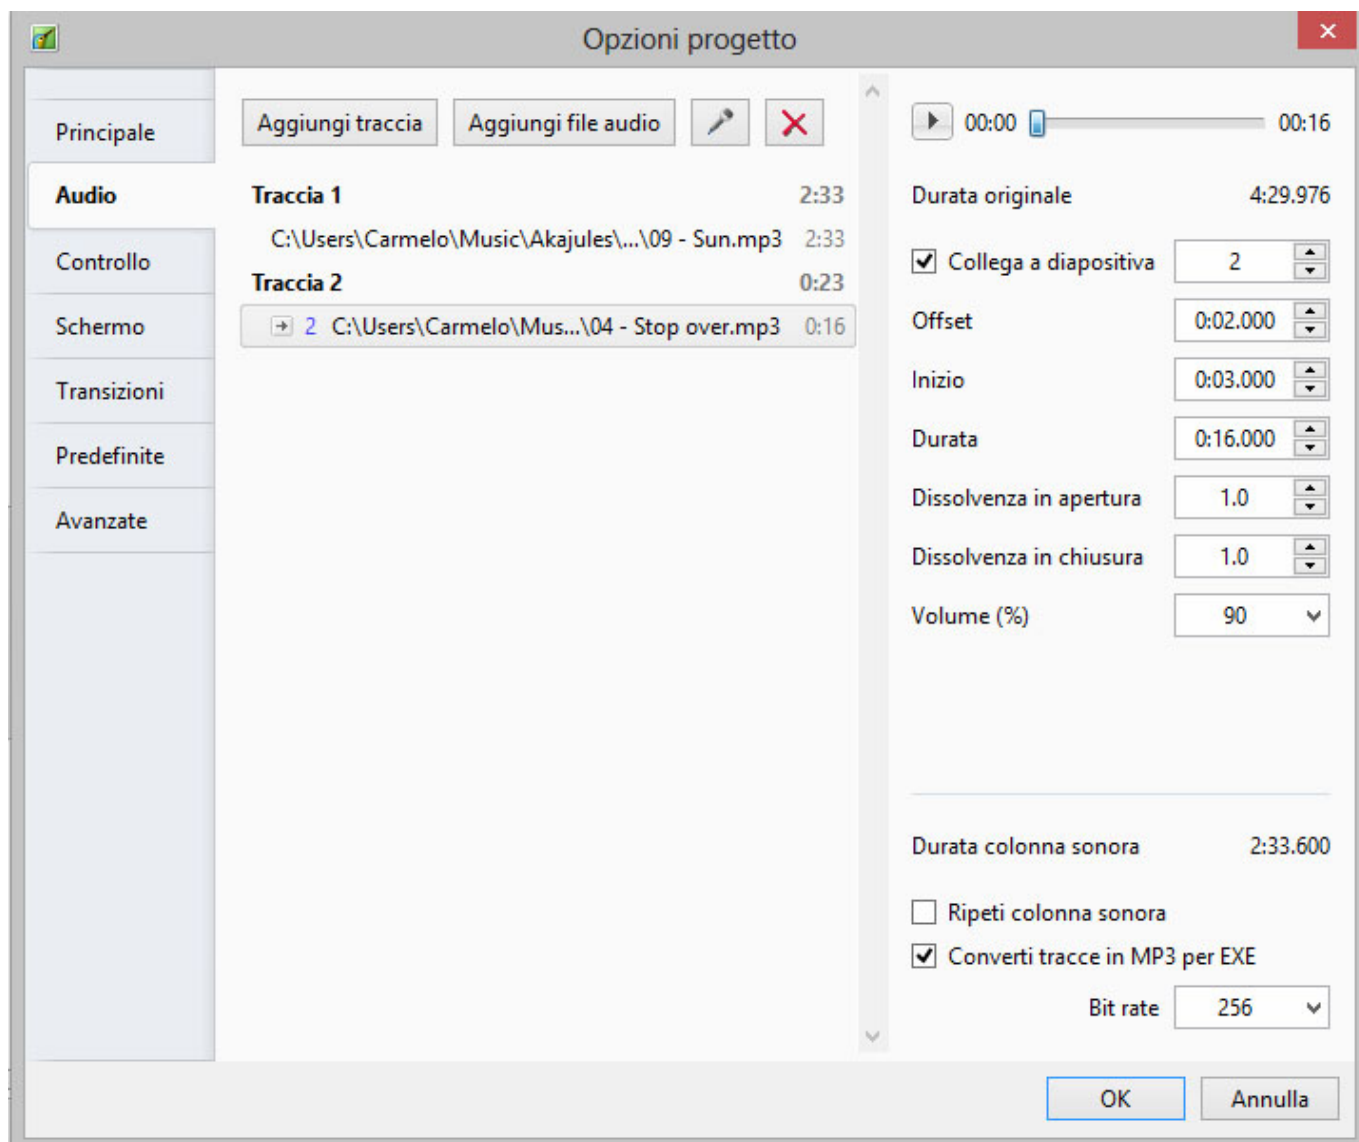 Opzioni progetto
Principale
Audio
Controllo
Schermo
Transizioni
Predefinite
Avanzate
Aggiungi traccia Aggiungi file audio
Traccia 1 2:33
C:\Users\Carmelo\Music\Akajules\...\09 - Sun.mp3 2:33
Traccia 2 0:23
2 C:\Users\Carmelo\Mus...\04 - Stop over.mp3 0:16
00:00 00:16
Durata originale 4:29.976
Collega a diapositiva 2
Offset 0:02.000
Inizio 0:03.000
Durata 0:16.000
Dissolvenza in apertura 1.0
Dissolvenza in chiusura 1.0
Volume (%) 90
Durata colonna sonora 2:33.600
Ripeti colonna sonora
Converti tracce in MP3 per EXE
Bit rate 256
OK Annulla